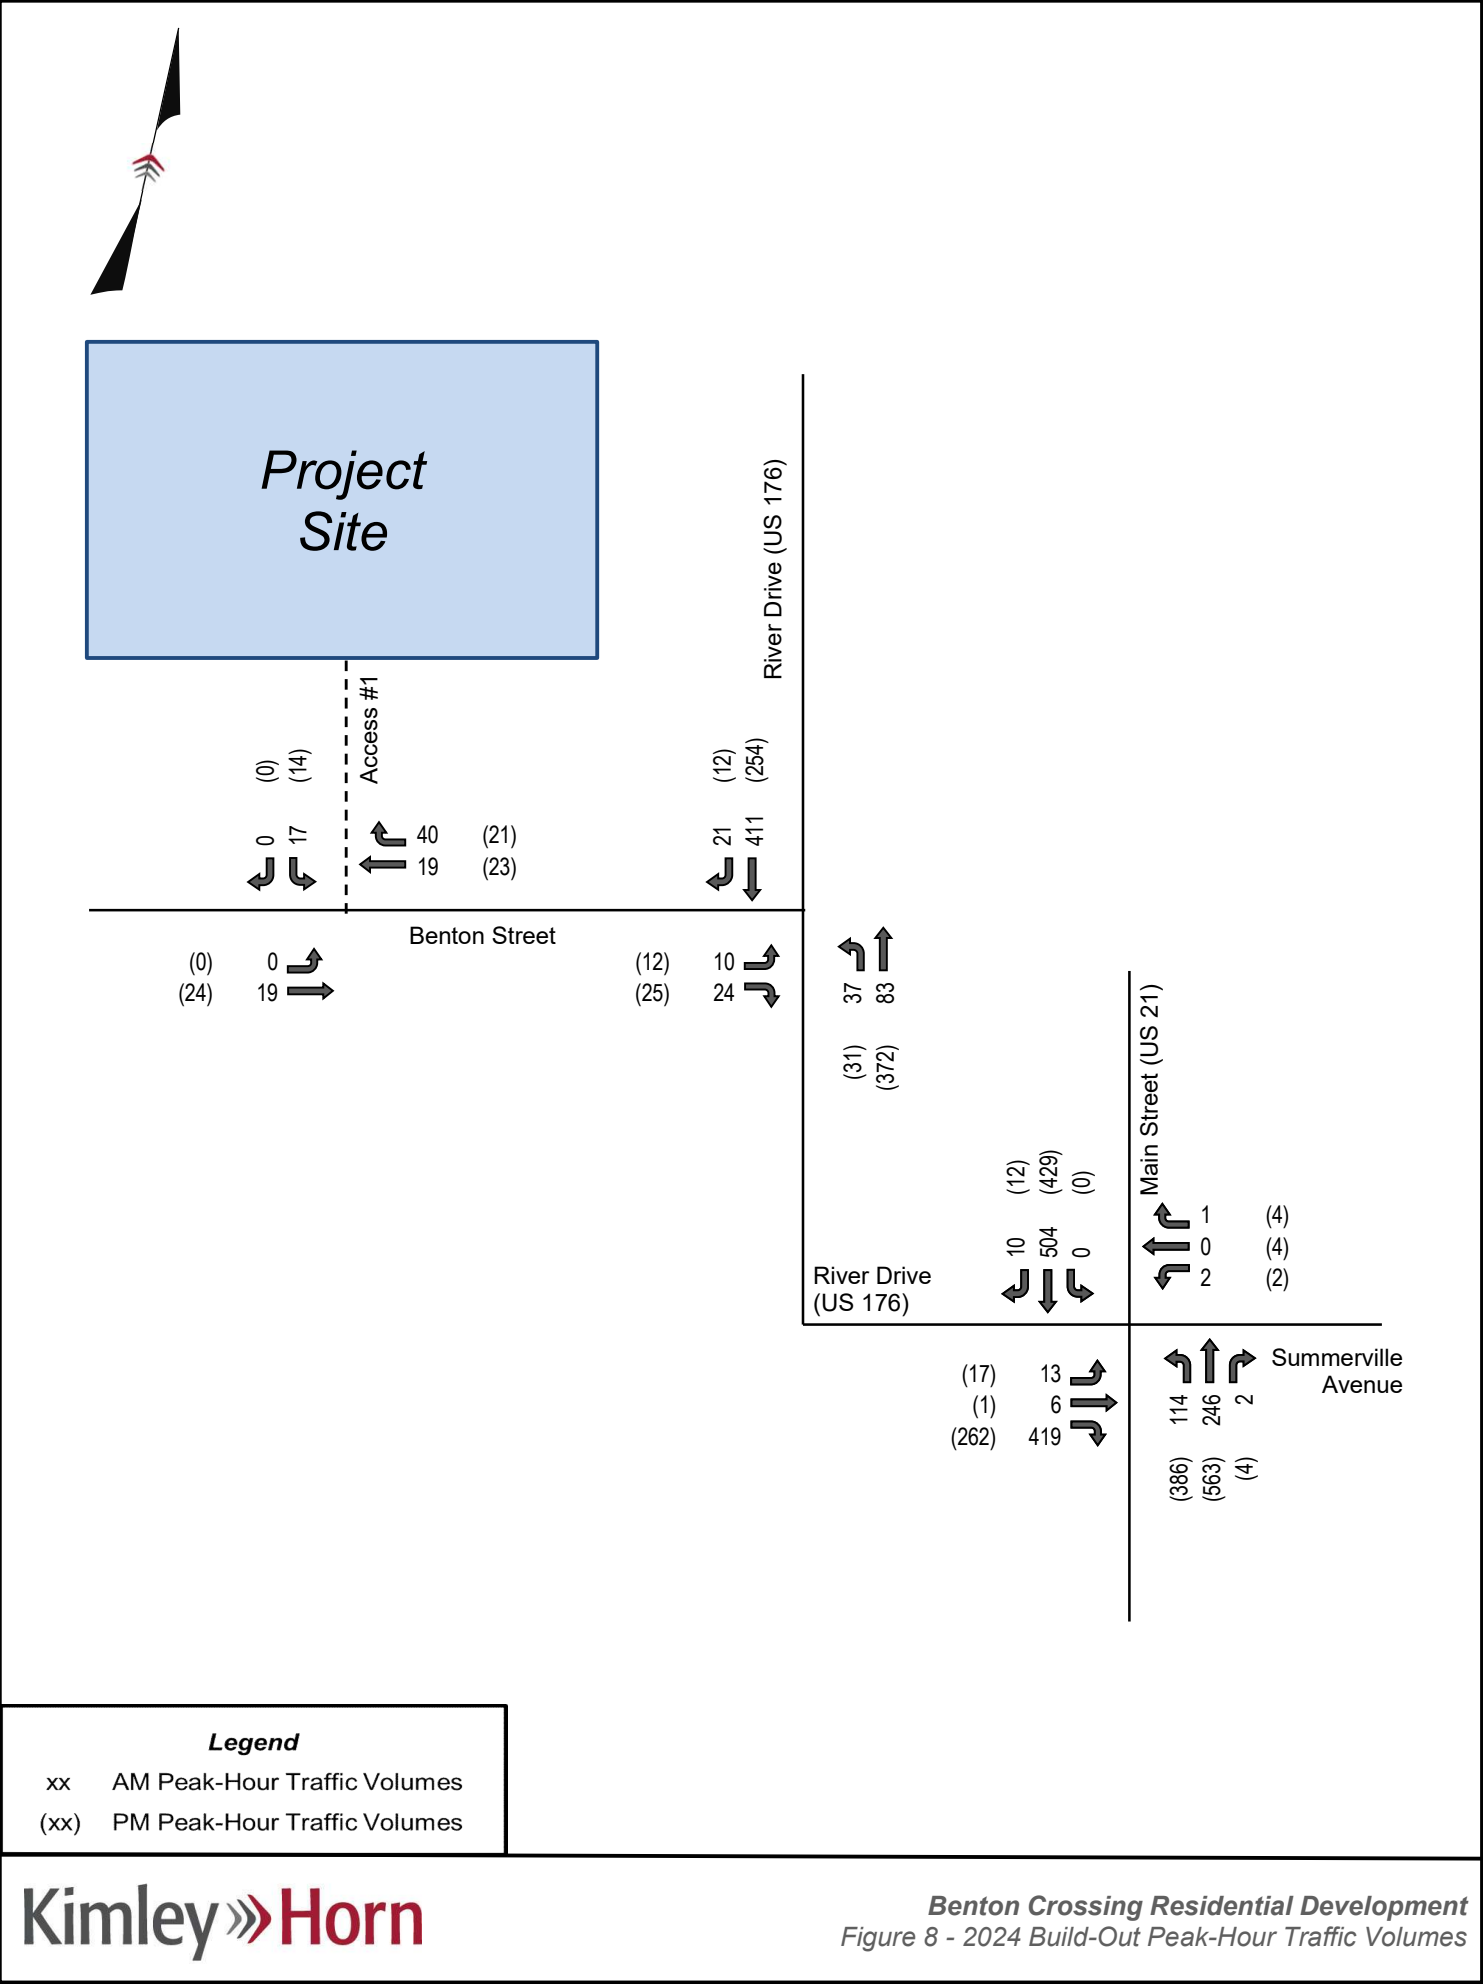 Project
Site
River Drive (US 176)
Access #1
(0)
(14)
0
17
40 (21)
19 (23)
(12)
(254)
21
411
Benton Street
(0) 0
(24) 19
(12) 10
(25) 24
37
83
(31)
(372)
Main Street (US 21)
(12)
(429)
(0)
10
504
0
1 (4)
0 (4)
2 (2)
River Drive
(US 176)
(17) 13
(1) 6
(262) 419
114
246
2
(386)
(563)
(4)
Summerville
Avenue
Legend
xx AM Peak-Hour Traffic Volumes
(xx) PM Peak-Hour Traffic Volumes
Kimley»Horn
Benton Crossing Residential Development
Figure 8 - 2024 Build-Out Peak-Hour Traffic Volumes